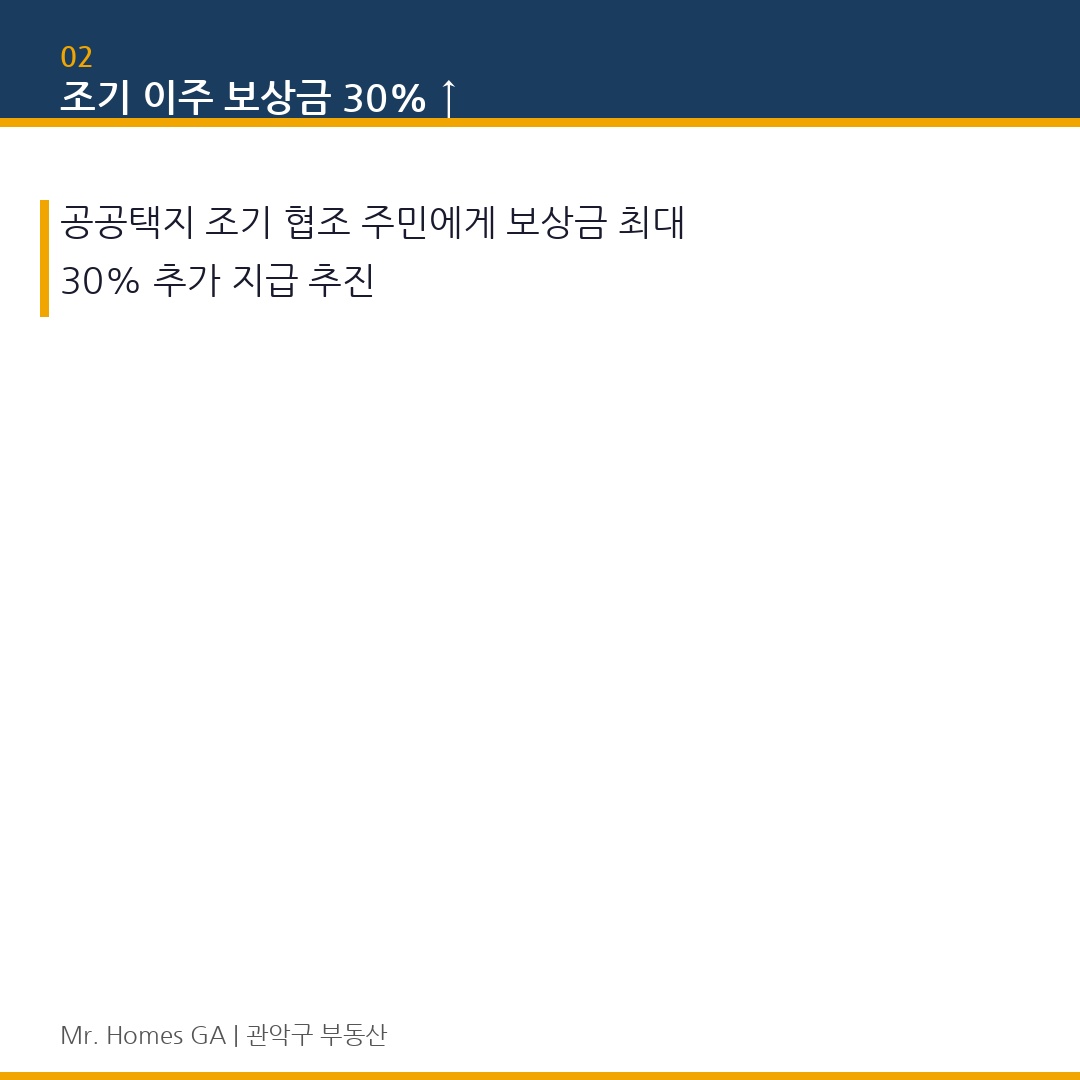 02
조기 이주 보상금 30% ↑
공공택지 조기 협조 주민에게 보상금 최대
30% 추가 지급 추진
Mr. Homes GA | 관악구 부동산